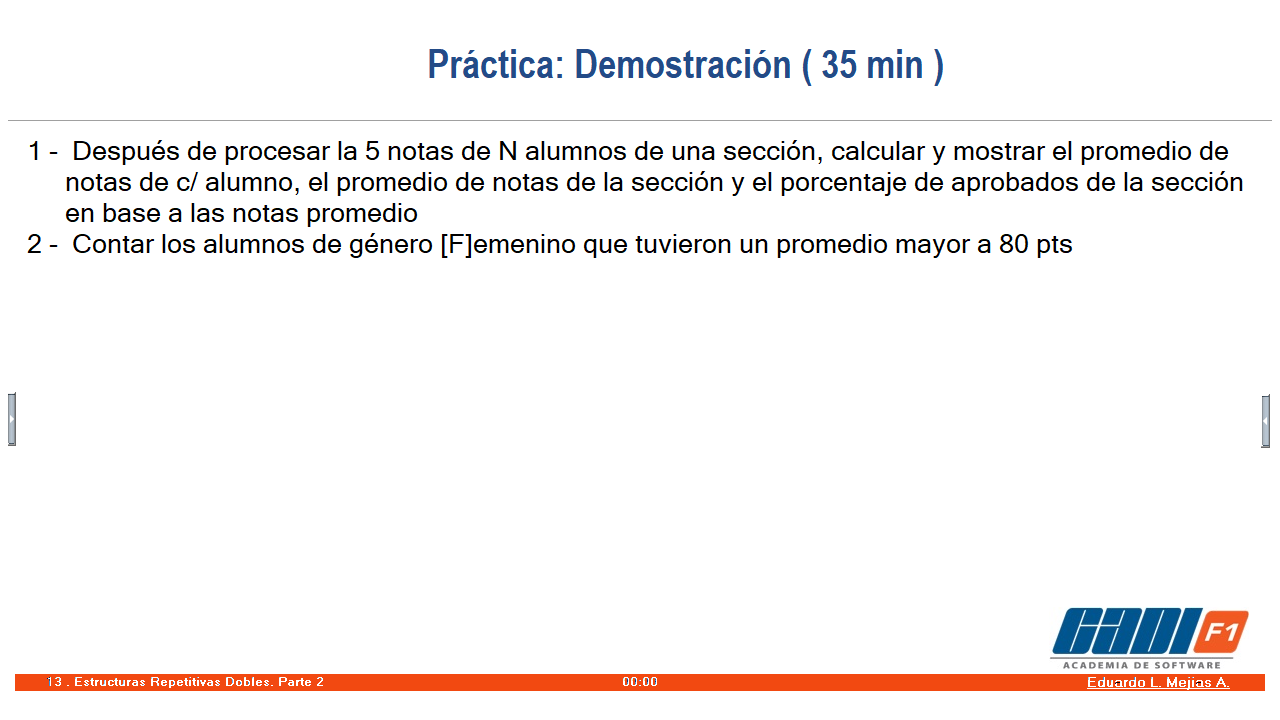 Práctica: Demostración ( 35 min )
1 - Después de procesar la 5 notas de N alumnos de una sección, calcular y mostrar el promedio de
notas de c/ alumno, el promedio de notas de la sección y el porcentaje de aprobados de la sección
en base a las notas promedio
2 - Contar los alumnos de género [F]emenino que tuvieron un promedio mayor a 80 pts
CADI F1
ACADEMIA DE SOFTWARE
13 . Estructuras Repetitivas Dobles. Parte 2
00:00
Eduardo L. Mejias A.